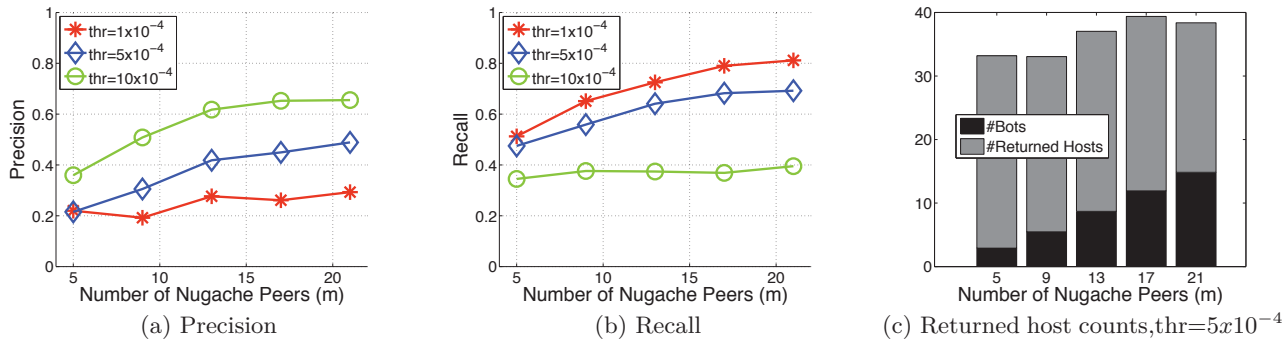 1
0.8
0.6
0.4
0.2
0
Precision
thr=1x10⁻⁴
thr=5x10⁻⁴
thr=10x10⁻⁴
5 10 15 20
Number of Nugache Peers (m)
(a) Precision
1
0.8
0.6
0.4
0.2
0
Recall
thr=1x10⁻⁴
thr=5x10⁻⁴
thr=10x10⁻⁴
5 10 15 20
Number of Nugache Peers (m)
(b) Recall
40
30
20
10
0
#Bots
#Returned Hosts
5 9 13 17 21
Number of Nugache Peers (m)
(c) Returned host counts,thr=5x10⁻⁴